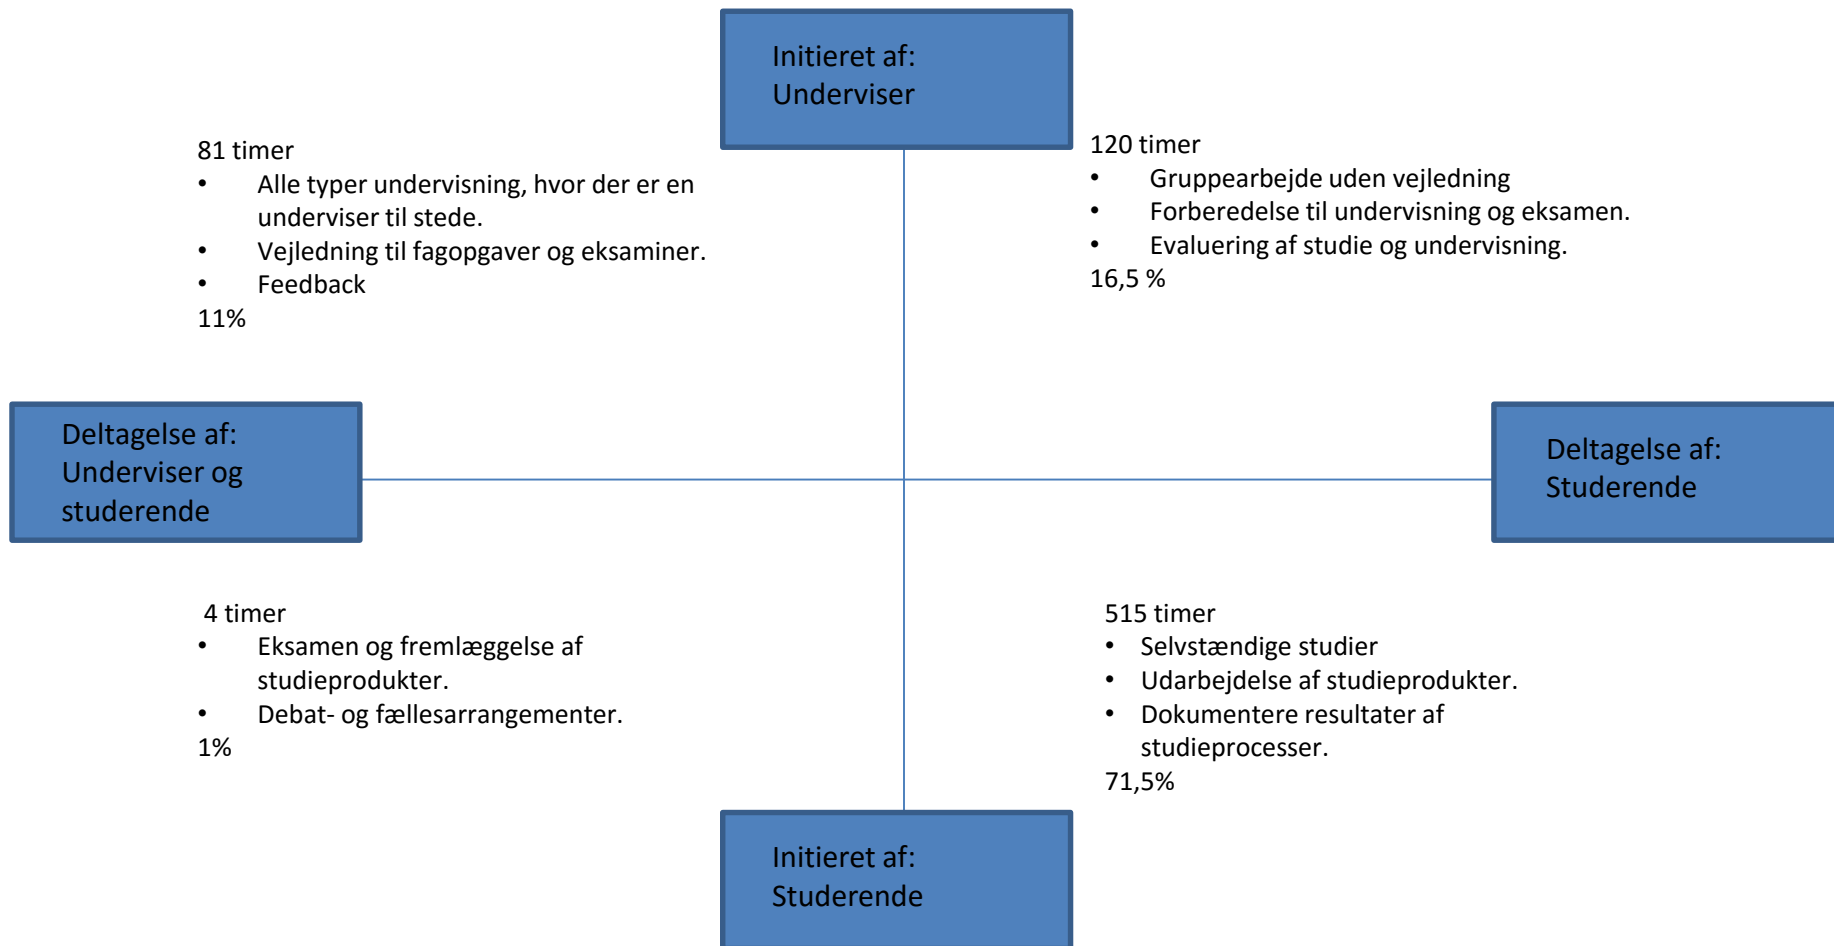 Initieret af:
Underviser
81 timer
• Alle typer undervisning, hvor der er en
underviser til stede.
• Vejledning til fagopgaver og eksaminer.
• Feedback
11%
120 timer
• Gruppearbejde uden vejledning
• Forberedelse til undervisning og eksamen.
• Evaluering af studie og undervisning.
16,5 %
Deltagelse af:
Underviser og
studerende
Deltagelse af:
Studerende
4 timer
• Eksamen og fremlæggelse af
studieprodukter.
• Debat- og fællesarrangementer.
1%
515 timer
• Selvstændige studier
• Udarbejdelse af studieprodukter.
• Dokumentere resultater af
studieprocesser.
71,5%
Initieret af:
Studerende